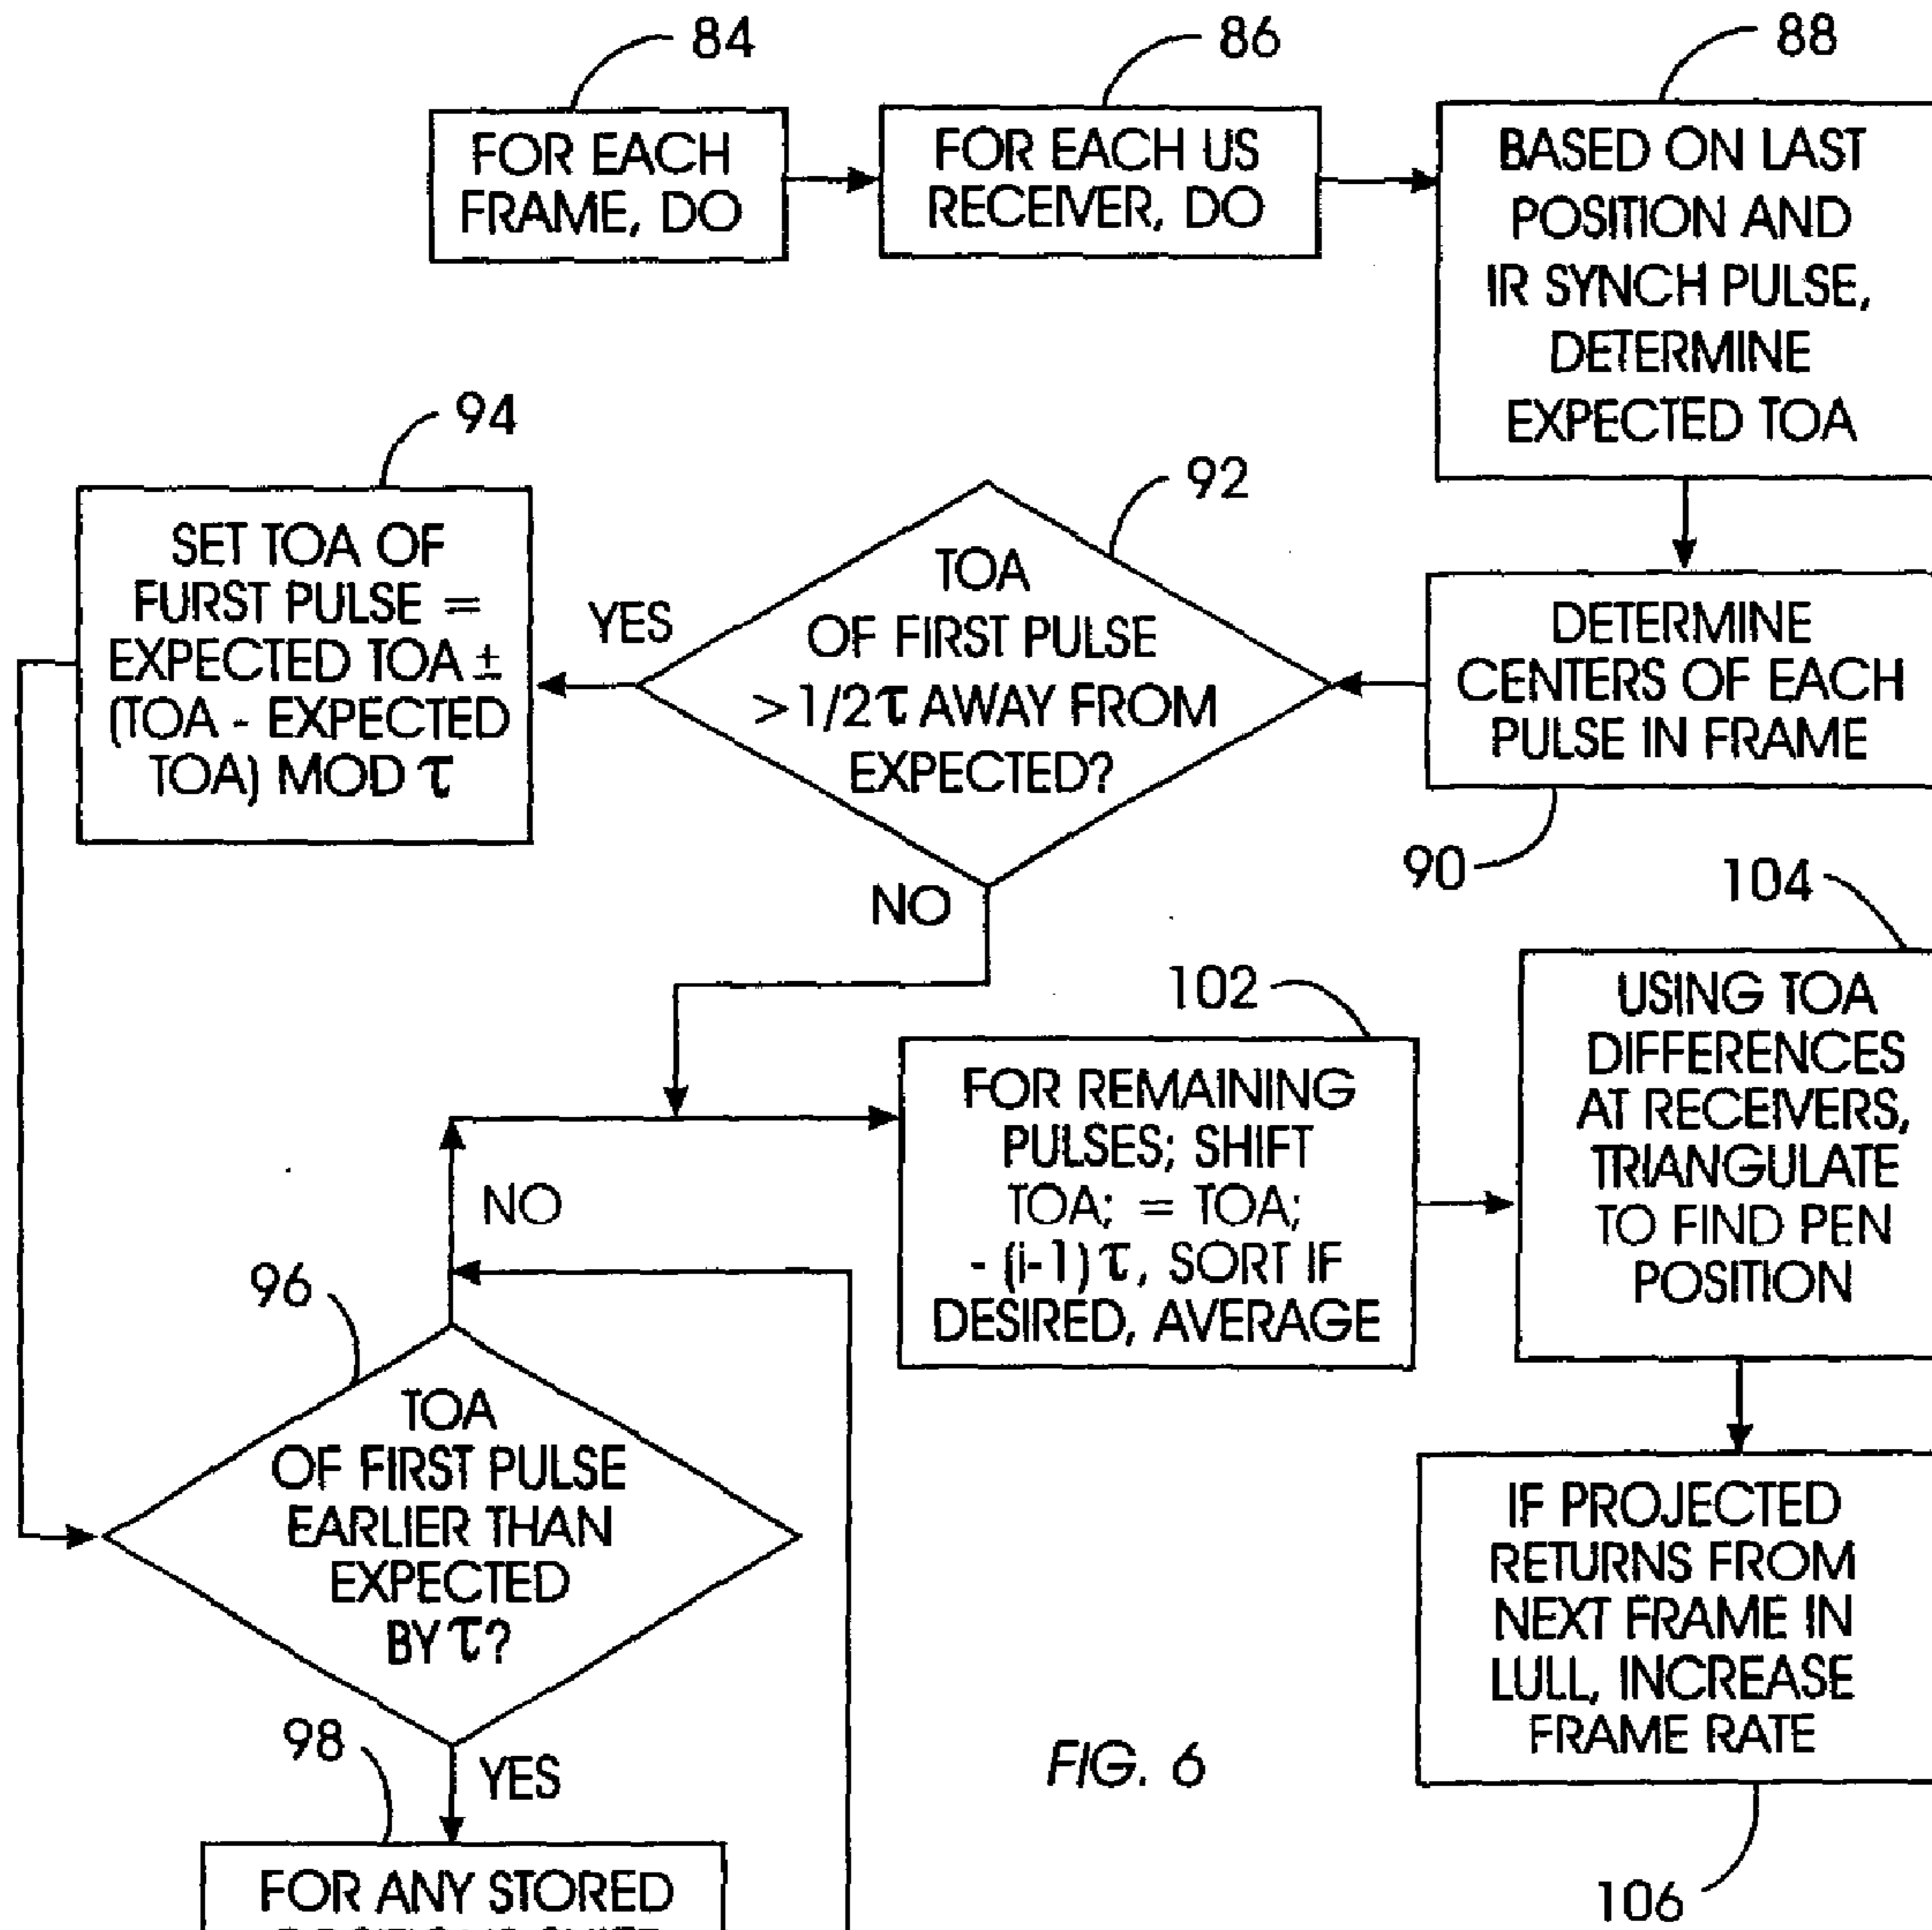 84
FOR EACH
FRAME, DO
86
FOR EACH US
RECEIVER, DO
88
BASED ON LAST
POSITION AND
IR SYNCH PULSE,
DETERMINE
EXPECTED TOA
94
SET TOA OF
FURST PULSE =
EXPECTED TOA ±
(TOA - EXPECTED
TOA) MOD τ
YES
92
TOA
OF FIRST PULSE
>1/2τ AWAY FROM
EXPECTED?
NO
DETERMINE
CENTERS OF EACH
PULSE IN FRAME
90
102
FOR REMAINING
PULSES; SHIFT
TOA; = TOA;
- (i-1)τ, SORT IF
DESIRED, AVERAGE
104
USING TOA
DIFFERENCES
AT RECEIVERS,
TRIANGULATE
TO FIND PEN
POSITION
NO
96
TOA
OF FIRST PULSE
EARLIER THAN
EXPECTED
BY τ?
98
YES
FOR ANY STORED
IF PROJECTED
RETURNS FROM
NEXT FRAME IN
LULL, INCREASE
FRAME RATE
106
FIG. 6